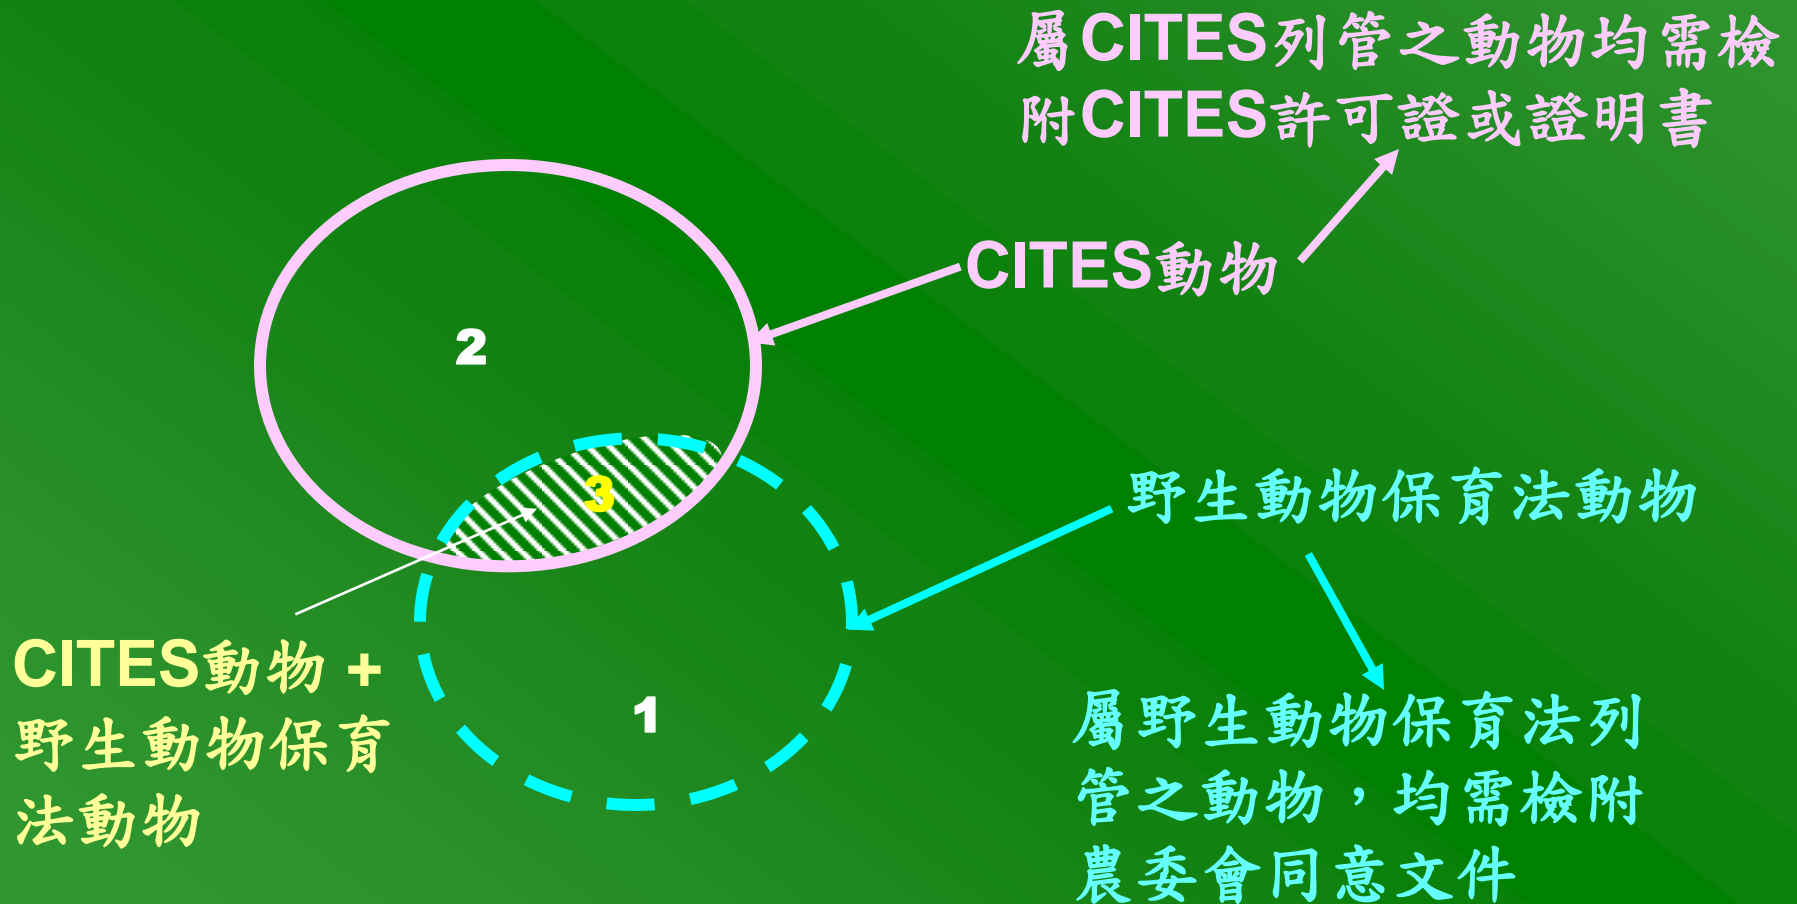 屬CITES列管之動物均需檢
附CITES許可證或證明書
CITES動物
2
3
野生動物保育法動物
CITES動物 +
野生動物保育
法動物
1
屬野生動物保育法列
管之動物，均需檢附
農委會同意文件